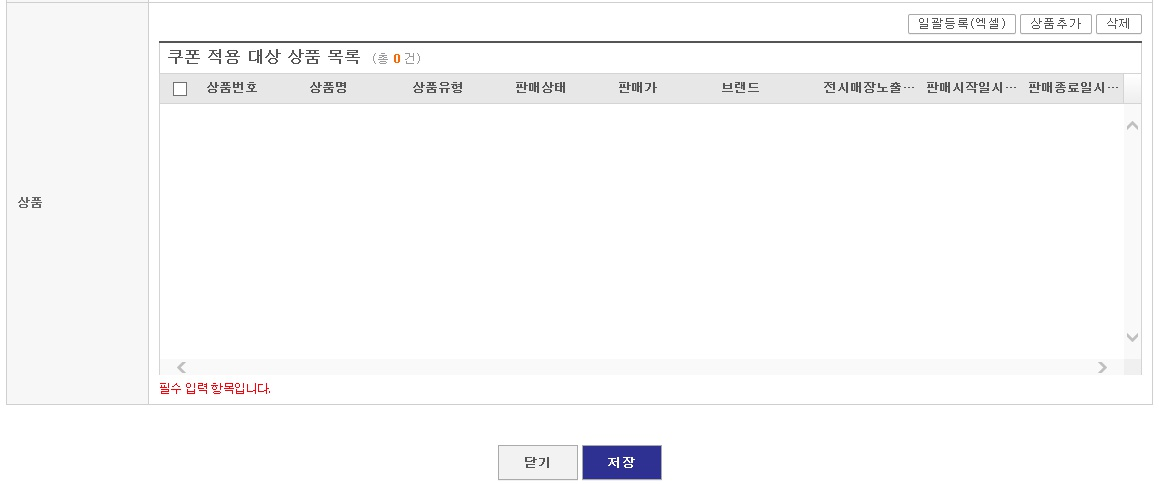 일괄등록(엑셀) 상품추가 삭제
쿠폰 적용 대상 상품 목록 (총 0 건)
상품번호 상품명 상품유형 판매상태 판매가 브랜드 전시매장노출… 판매시작일시… 판매종료일시…
상품
필수 입력 항목입니다.
닫기 저장